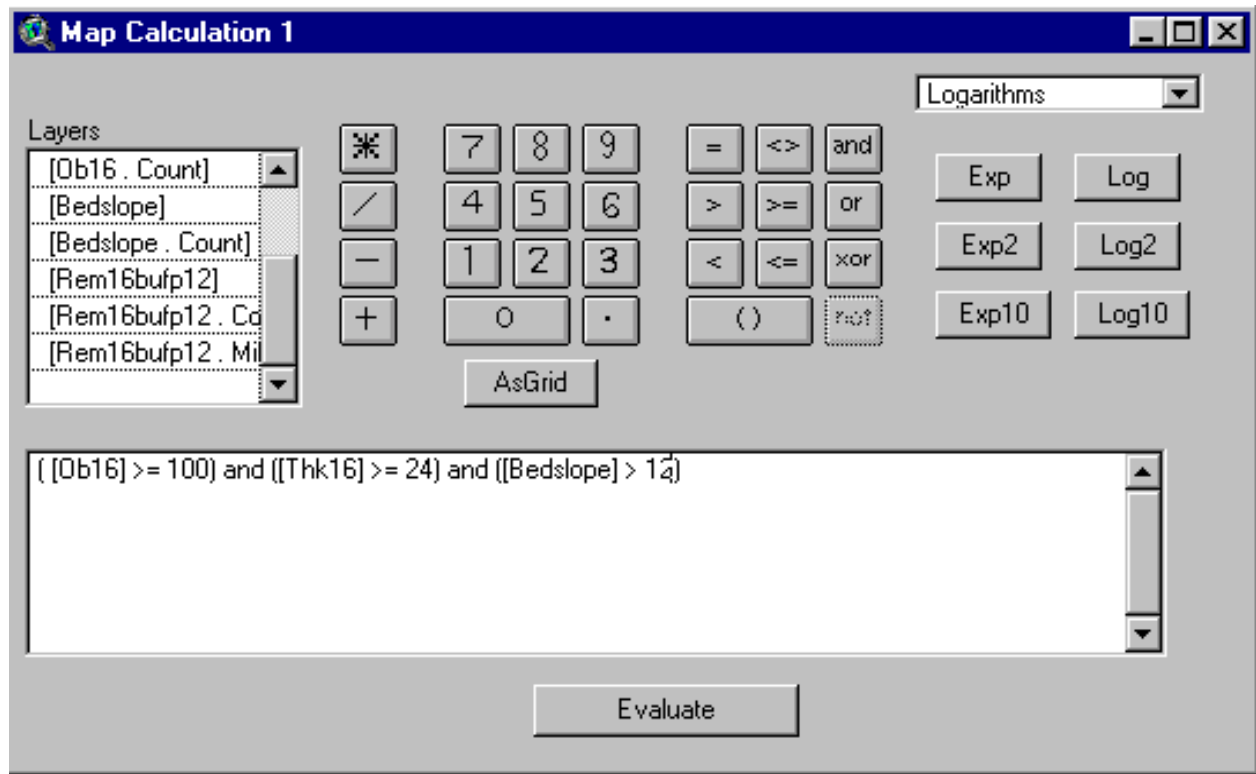 Map Calculation 1
Logarithms
Layers
[Ob16 . Count]
[Bedslope]
[Bedslope . Count]
[Rem16bufp12]
[Rem16bufp12 . Co
[Rem16bufp12 . Mi
* 7 8 9 = <> and
/ 4 5 6 > >= or
− 1 2 3 < <= xor
+ 0 . ( ) not
AsGrid
Exp Log
Exp2 Log2
Exp10 Log10
( [Ob16] >= 100) and ([Thk16] >= 24) and ([Bedslope] > 12)
Evaluate